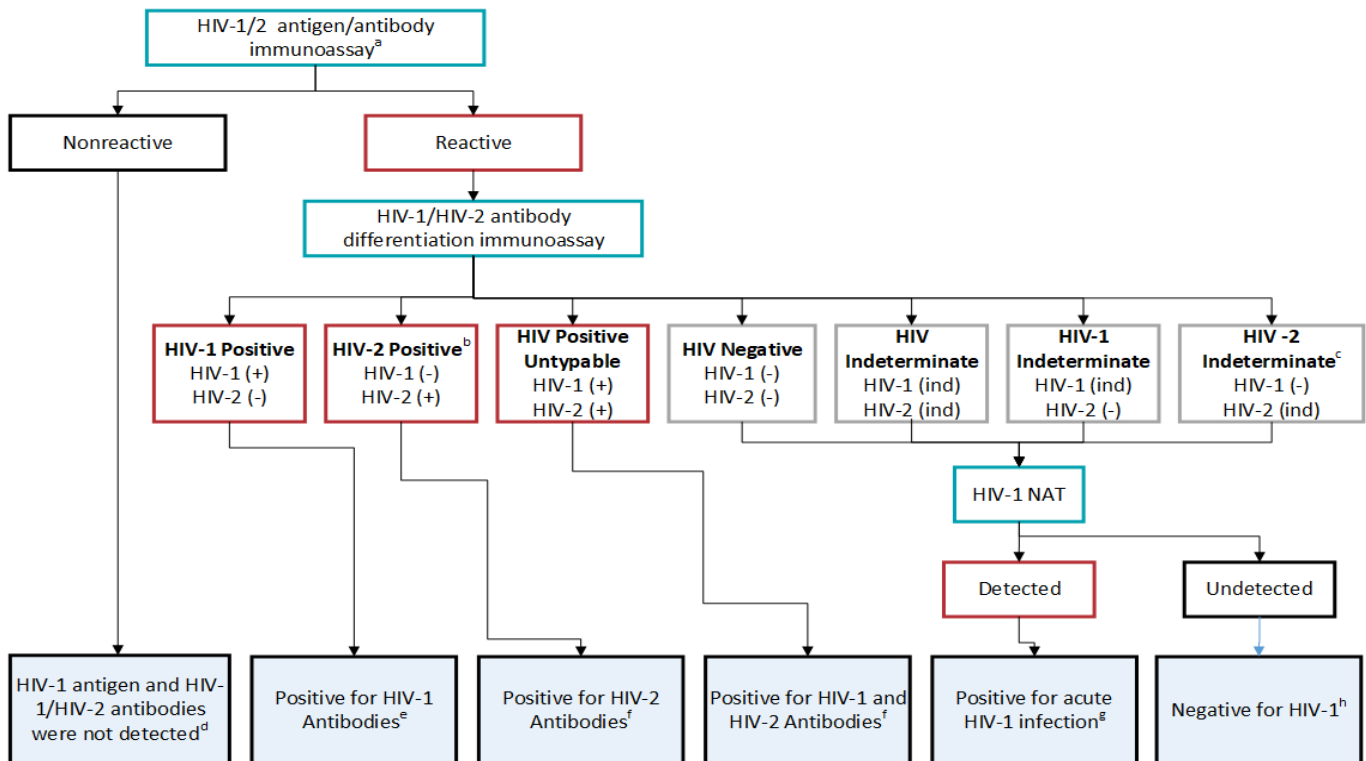 HIV-1/2 antigen/antibody
immunoassayᵃ
Nonreactive
Reactive
HIV-1/HIV-2 antibody
differentiation immunoassay
HIV-1 Positive
HIV-1 (+)
HIV-2 (-)
HIV-2 Positiveᵇ
HIV-1 (-)
HIV-2 (+)
HIV Positive
Untypable
HIV-1 (+)
HIV-2 (+)
HIV Negative
HIV-1 (-)
HIV-2 (-)
HIV
Indeterminate
HIV-1 (ind)
HIV-2 (ind)
HIV-1
Indeterminate
HIV-1 (ind)
HIV-2 (-)
HIV -2
Indeterminateᶜ
HIV-1 (-)
HIV-2 (ind)
HIV-1 NAT
Detected
Undetected
HIV-1 antigen and HIV-
1/HIV-2 antibodies
were not detectedᵈ
Positive for HIV-1
Antibodiesᵉ
Positive for HIV-2
Antibodiesᶠ
Positive for HIV-1 and
HIV-2 Antibodiesᶠ
Positive for acute
HIV-1 infectionᵍ
Negative for HIV-1ʰ